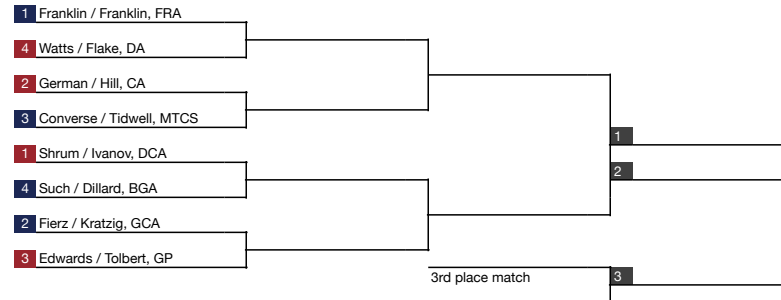 1 Franklin / Franklin, FRA
4 Watts / Flake, DA
2 German / Hill, CA
3 Converse / Tidwell, MTCS
1
1 Shrum / Ivanov, DCA
2
4 Such / Dillard, BGA
2 Fierz / Kratzig, GCA
3 Edwards / Tolbert, GP
3rd place match 3